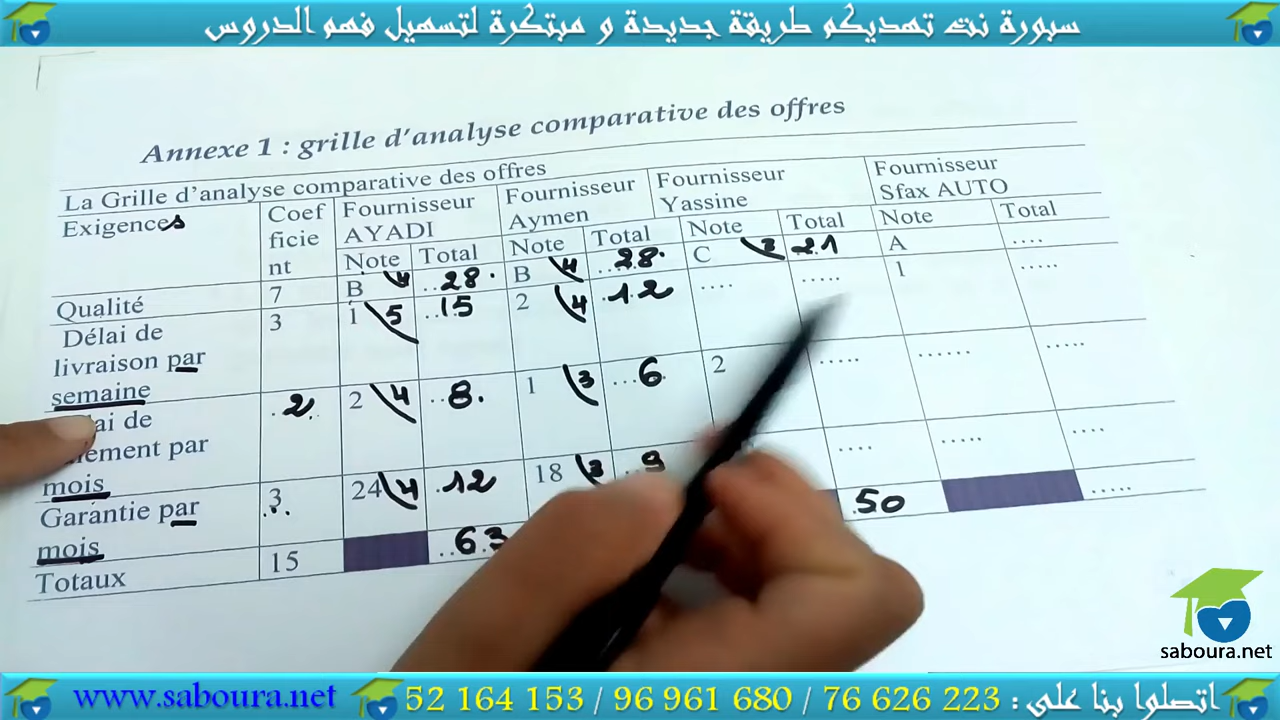 سبورة نت تهديكم طريقة جديدة و مبتكرة لتسهيل فهم الدروس
Annexe 1 : grille d'analyse comparative des offres
La Grille d'analyse comparative des offres
Exigences
Coef
ficie
nt
Fournisseur
AYADI
Fournisseur
Aymen
Fournisseur
Yassine
Fournisseur
Sfax AUTO
Note Total Note Total Note Total Note Total
Qualité 7 B 4 ..28. B 4 ..28. C 3 21 A ....
Délai de
livraison par
semaine
3 1 5 ..15 2 4 .12 .... ..... 1 .....
ai de
ement par
mois
.2. 2 4 ..8. 1 3 ...6 2 ..... ...... .....
Garantie par
mois
3 24 4 .12 18 3 ..9 .... ..... ....
Totaux 15 ..63 50 .....
saboura.net
www.saboura.net
52 164 153 / 96 961 680 / 76 626 223 : اتصلوا بنا على